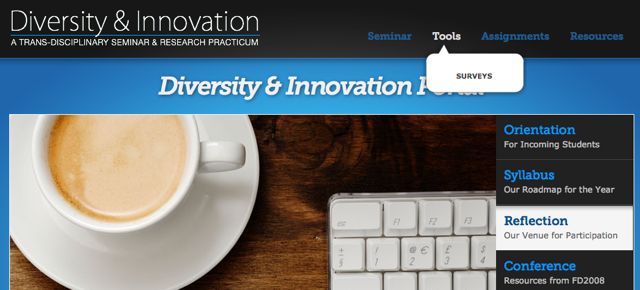 Diversity & Innovation
A TRANS-DISCIPLINARY SEMINAR & RESEARCH PRACTICUM
Seminar
Tools
Assignments
Resources
SURVEYS
Diversity & Innovation
Orientation
For Incoming Students
Syllabus
Our Roadmap for the Year
Reflection
Our Venue for Participation
Conference
Resources from FD2008
esc
F1
F2
F3
F4
±
§
!
1
@ €
2
£
3
$
4